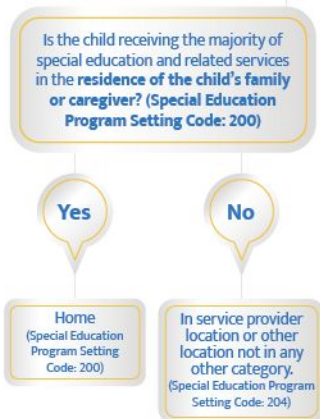 Is the child receiving the majority of
special education and related services
in the residence of the child's family
or caregiver? (Special Education
Program Setting Code: 200)
Yes
No
Home
(Special Education
Program Setting
Code: 200)
In service provider
location or other
location not in any
other category.
(Special Education Program
Setting Code: 204)